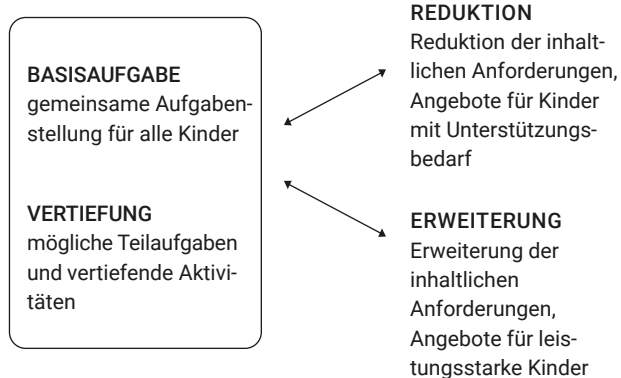 BASISAUFGABE
gemeinsame Aufgaben-
stellung für alle Kinder
VERTIEFUNG
mögliche Teilaufgaben
und vertiefende Aktivi-
täten
REDUKTION
Reduktion der inhalt-
lichen Anforderungen,
Angebote für Kinder
mit Unterstützungs-
bedarf
ERWEITERUNG
Erweiterung der
inhaltlichen
Anforderungen,
Angebote für leis-
tungsstarke Kinder